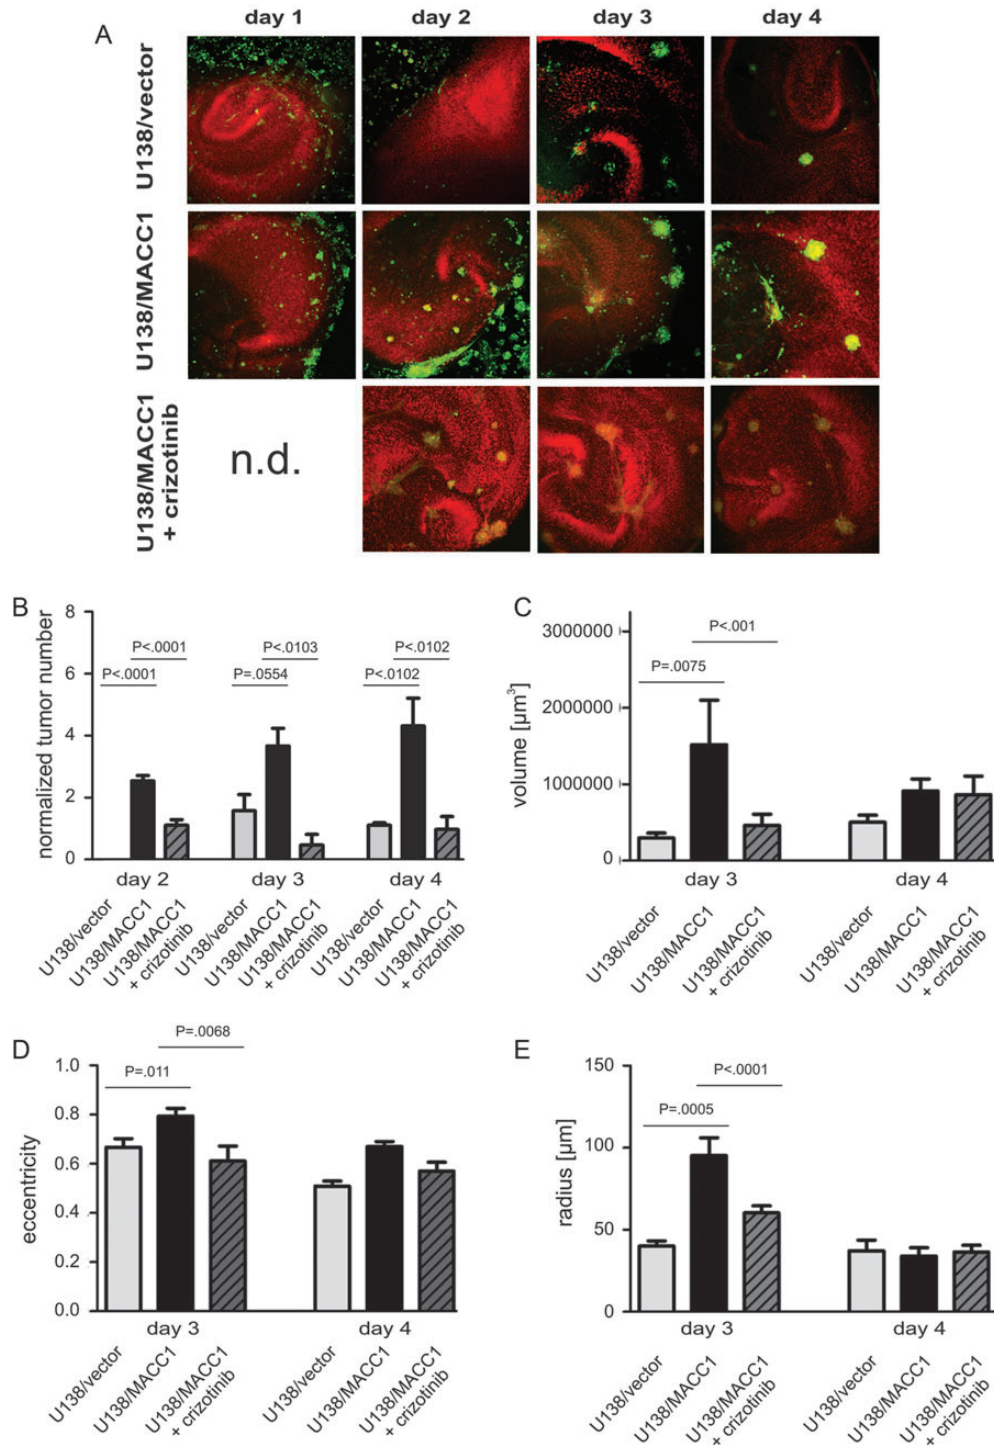 day 1 day 2 day 3 day 4
A
U138/vector
U138/MACC1
U138/MACC1
+ crizotinib
n.d.
B
normalized tumor number
8
6
4
2
0
P<.0001
P<.0001
P<.0103
P=.0554
P<.0102
P<.0102
day 2 day 3 day 4
U138/vector
U138/MACC1
U138/MACC1
+ crizotinib
U138/vector
U138/MACC1
U138/MACC1
+ crizotinib
U138/vector
U138/MACC1
U138/MACC1
+ crizotinib
C
volume [µm³]
3000000
2000000
1000000
0
P<.001
P=.0075
day 3 day 4
U138/vector
U138/MACC1
U138/MACC1
+ crizotinib
U138/vector
U138/MACC1
U138/MACC1
+ crizotinib
D
eccentricity
1.0
0.8
0.6
0.4
0.2
0.0
P=.0068
P=.011
day 3 day 4
U138/vector
U138/MACC1
U138/MACC1
+ crizotinib
U138/vector
U138/MACC1
U138/MACC1
+ crizotinib
E
radius [µm]
150
100
50
0
P<.0001
P=.0005
day 3 day 4
U138/vector
U138/MACC1
U138/MACC1
+ crizotinib
U138/vector
U138/MACC1
U138/MACC1
+ crizotinib